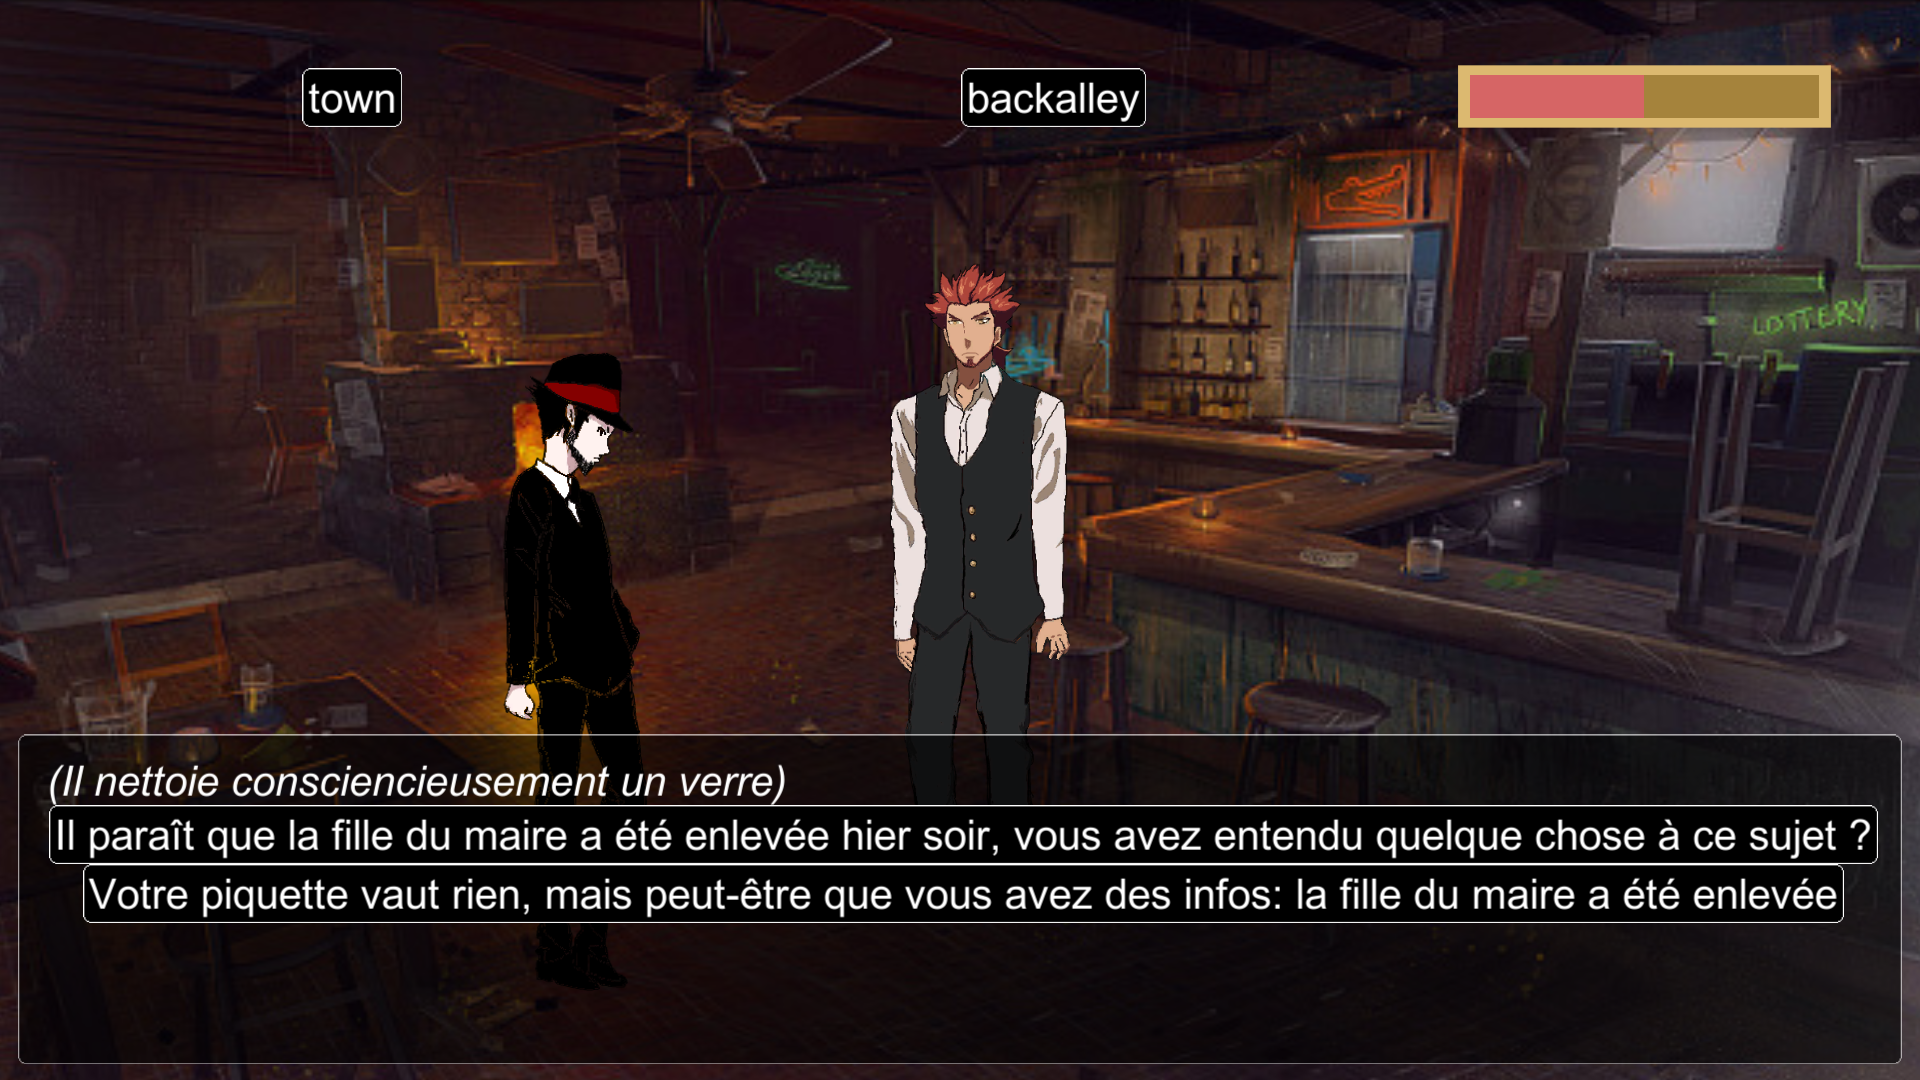 town
backalley
LOTTERY
(Il nettoie consciencieusement un verre)
Il paraît que la fille du maire a été enlevée hier soir, vous avez entendu quelque chose à ce sujet ?
Votre piquette vaut rien, mais peut-être que vous avez des infos: la fille du maire a été enlevée